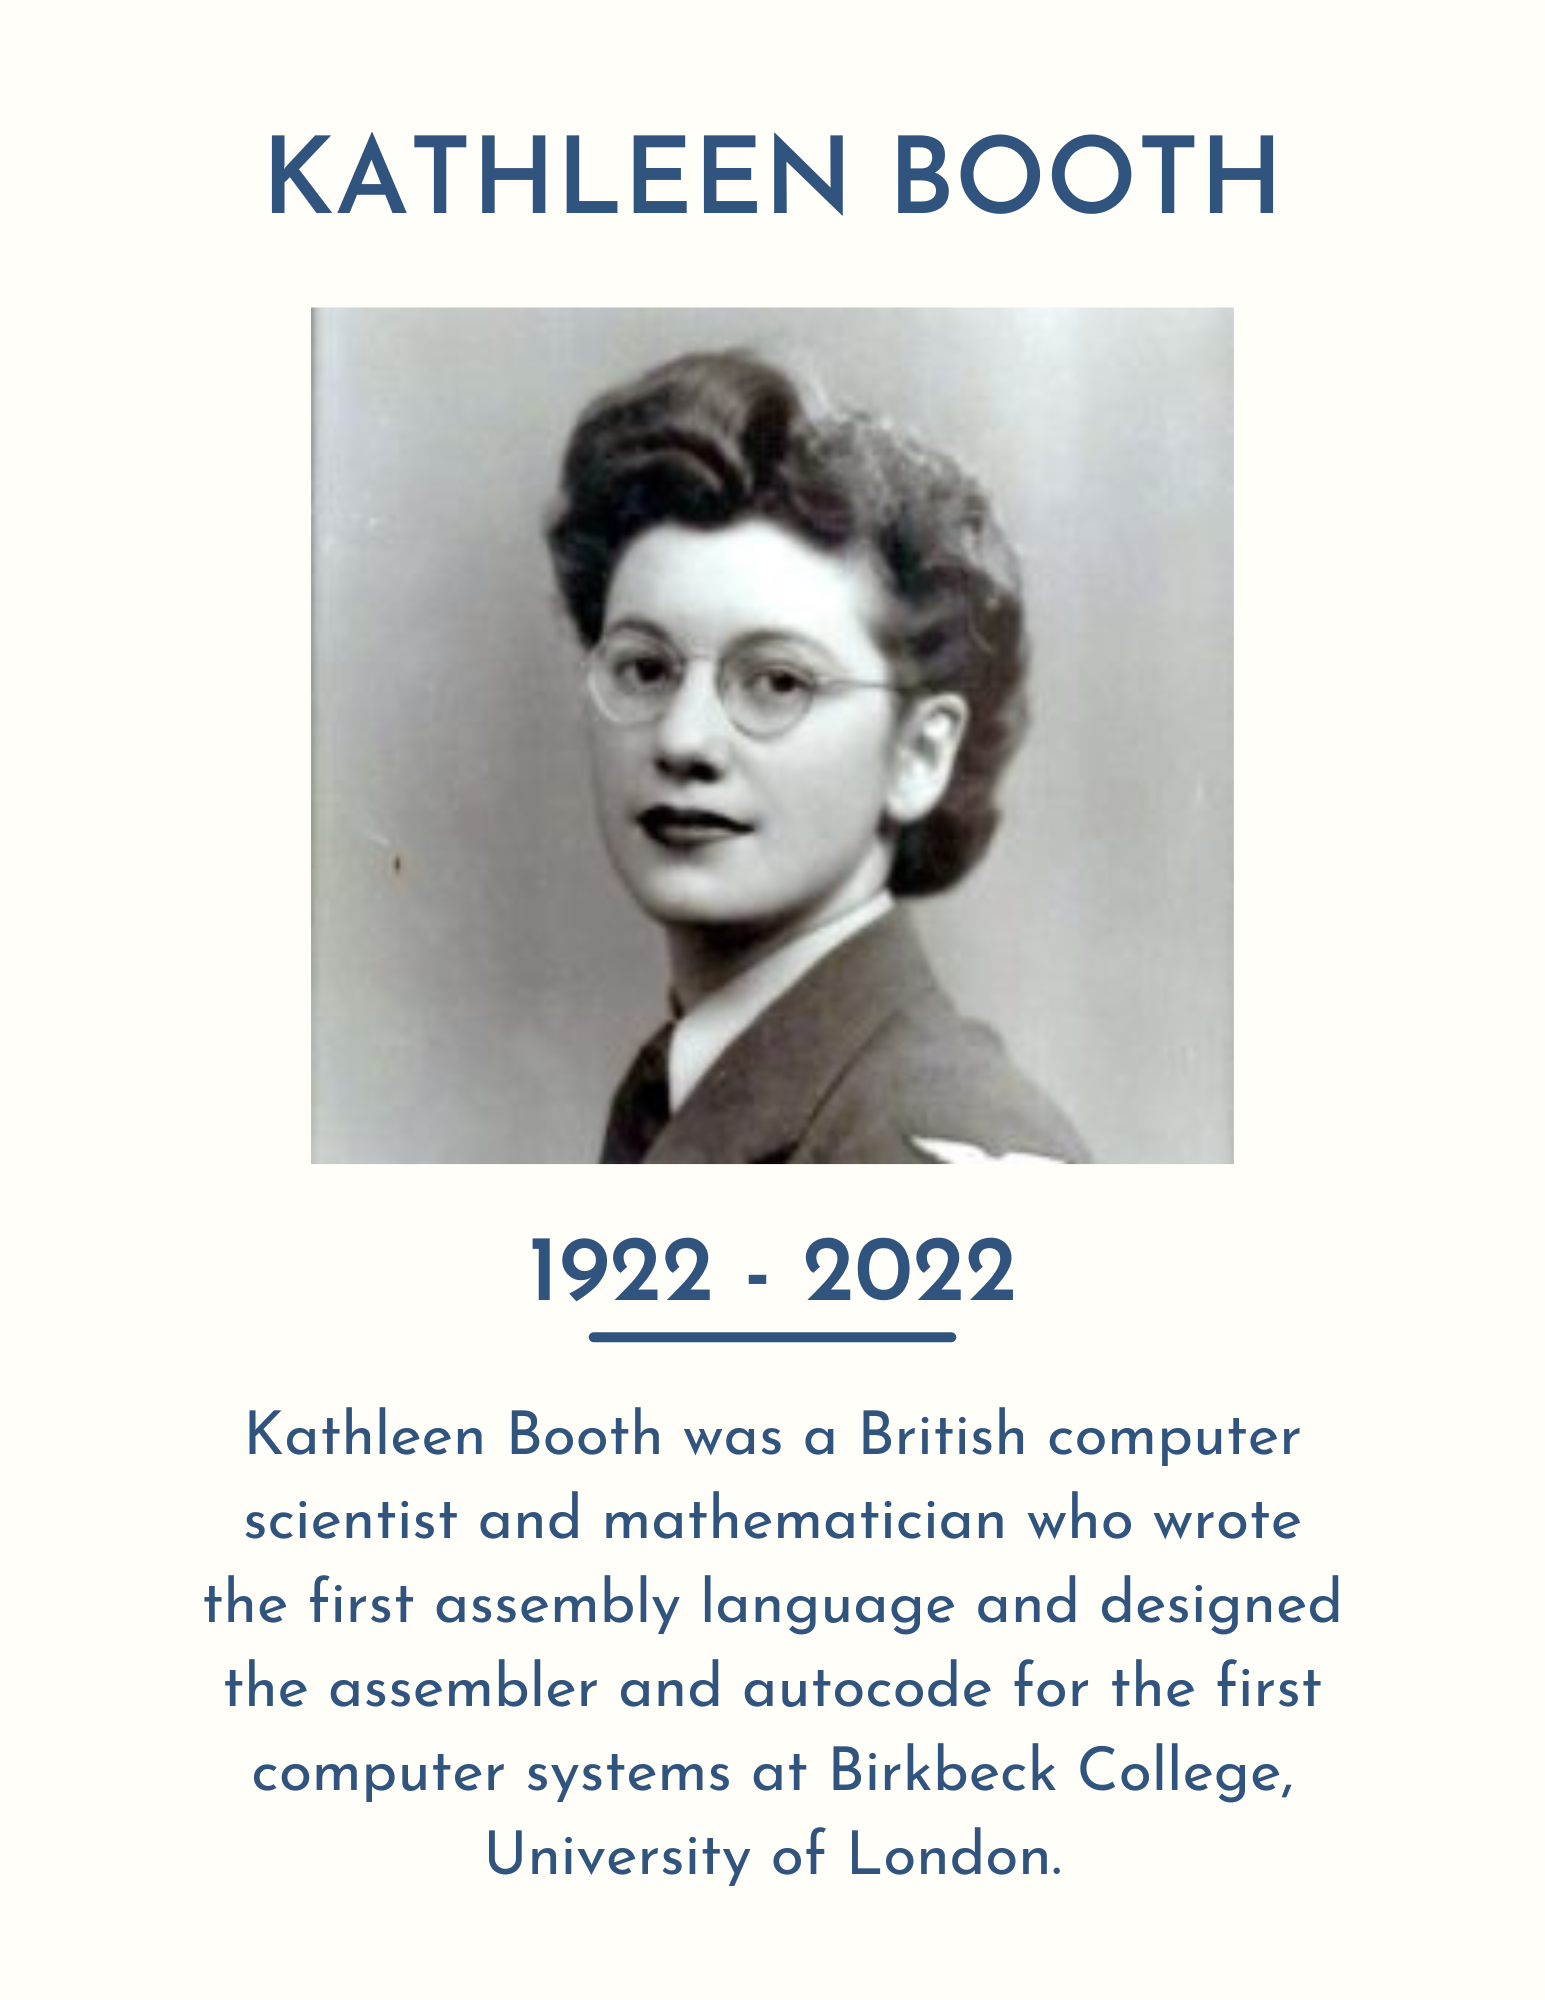 KATHLEEN BOOTH
1922 - 2022
Kathleen Booth was a British computer
scientist and mathematician who wrote
the first assembly language and designed
the assembler and autocode for the first
computer systems at Birkbeck College,
University of London.